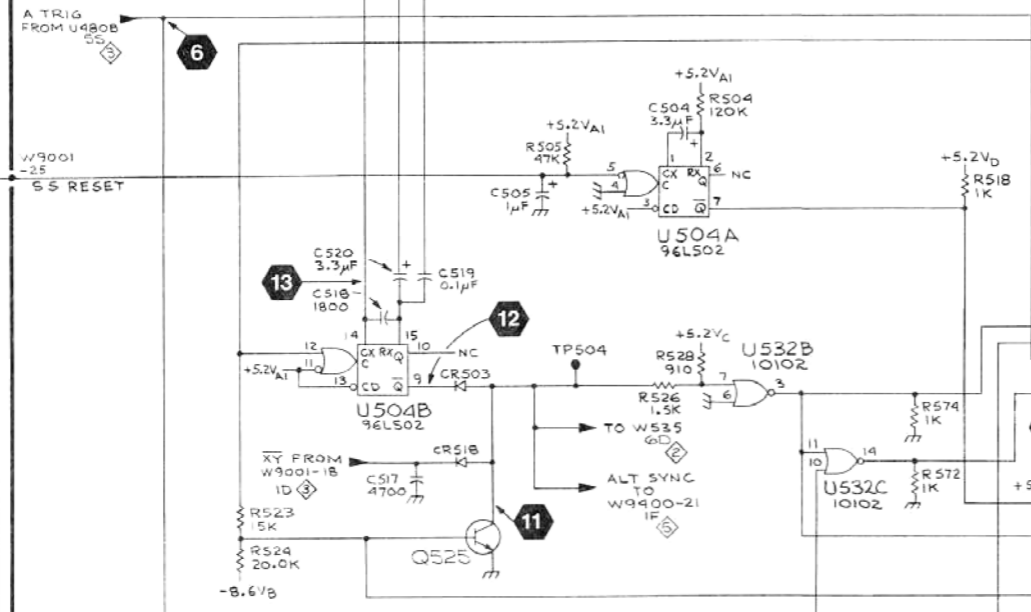 A TRIG
FROM U480B
5S
3
6
+5.2VA1
C504
3.3µF
+
R504
120K
+5.2VA1
R505
47K
W9001
-25
SS RESET
+
C505
1µF
5
4
+5.2VA1
3
1
2
CX RX
Q
C
CD
Q
6
NC
7
U504A
96LS02
+5.2VD
R518
1K
C520
3.3µF
+
C519
0.1µF
13
C518
1800
12
14
15
12
11
+5.2VA1
13
CX RX
Q
C
CD
Q
10
NC
9
CR503
U504B
96LS02
TP504
+5.2VC
R528
910
R526
1.5K
7
6
U532B
10102
3
R574
1K
TO W535
6D
2
XY FROM
W9001-18
1D
3
CR518
C517
4700
ALT SYNC
TO
W9400-21
1F
5
11
10
14
U532C
10102
R572
1K
+5
R523
15K
R524
20.0K
-8.6VB
11
Q525